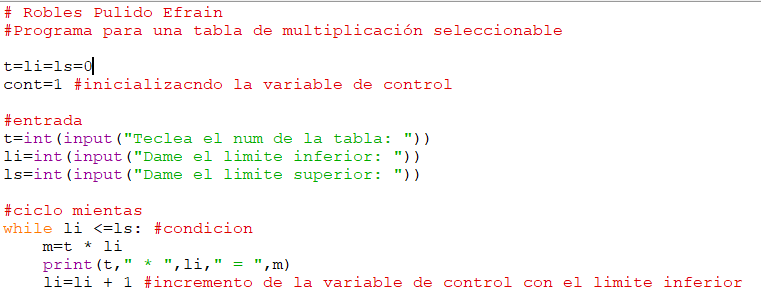 # Robles Pulido Efrain
#Programa para una tabla de multiplicación seleccionable
t=li=ls=0
cont=1 #inicializacndo la variable de control
#entrada
t=int(input("Teclea el num de la tabla: "))
li=int(input("Dame el limite inferior: "))
ls=int(input("Dame el limite superior: "))
#ciclo mientas
while li <=ls: #condicion
    m=t * li
    print(t," * ",li," = ",m)
    li=li + 1 #incremento de la variable de control con el limite inferior